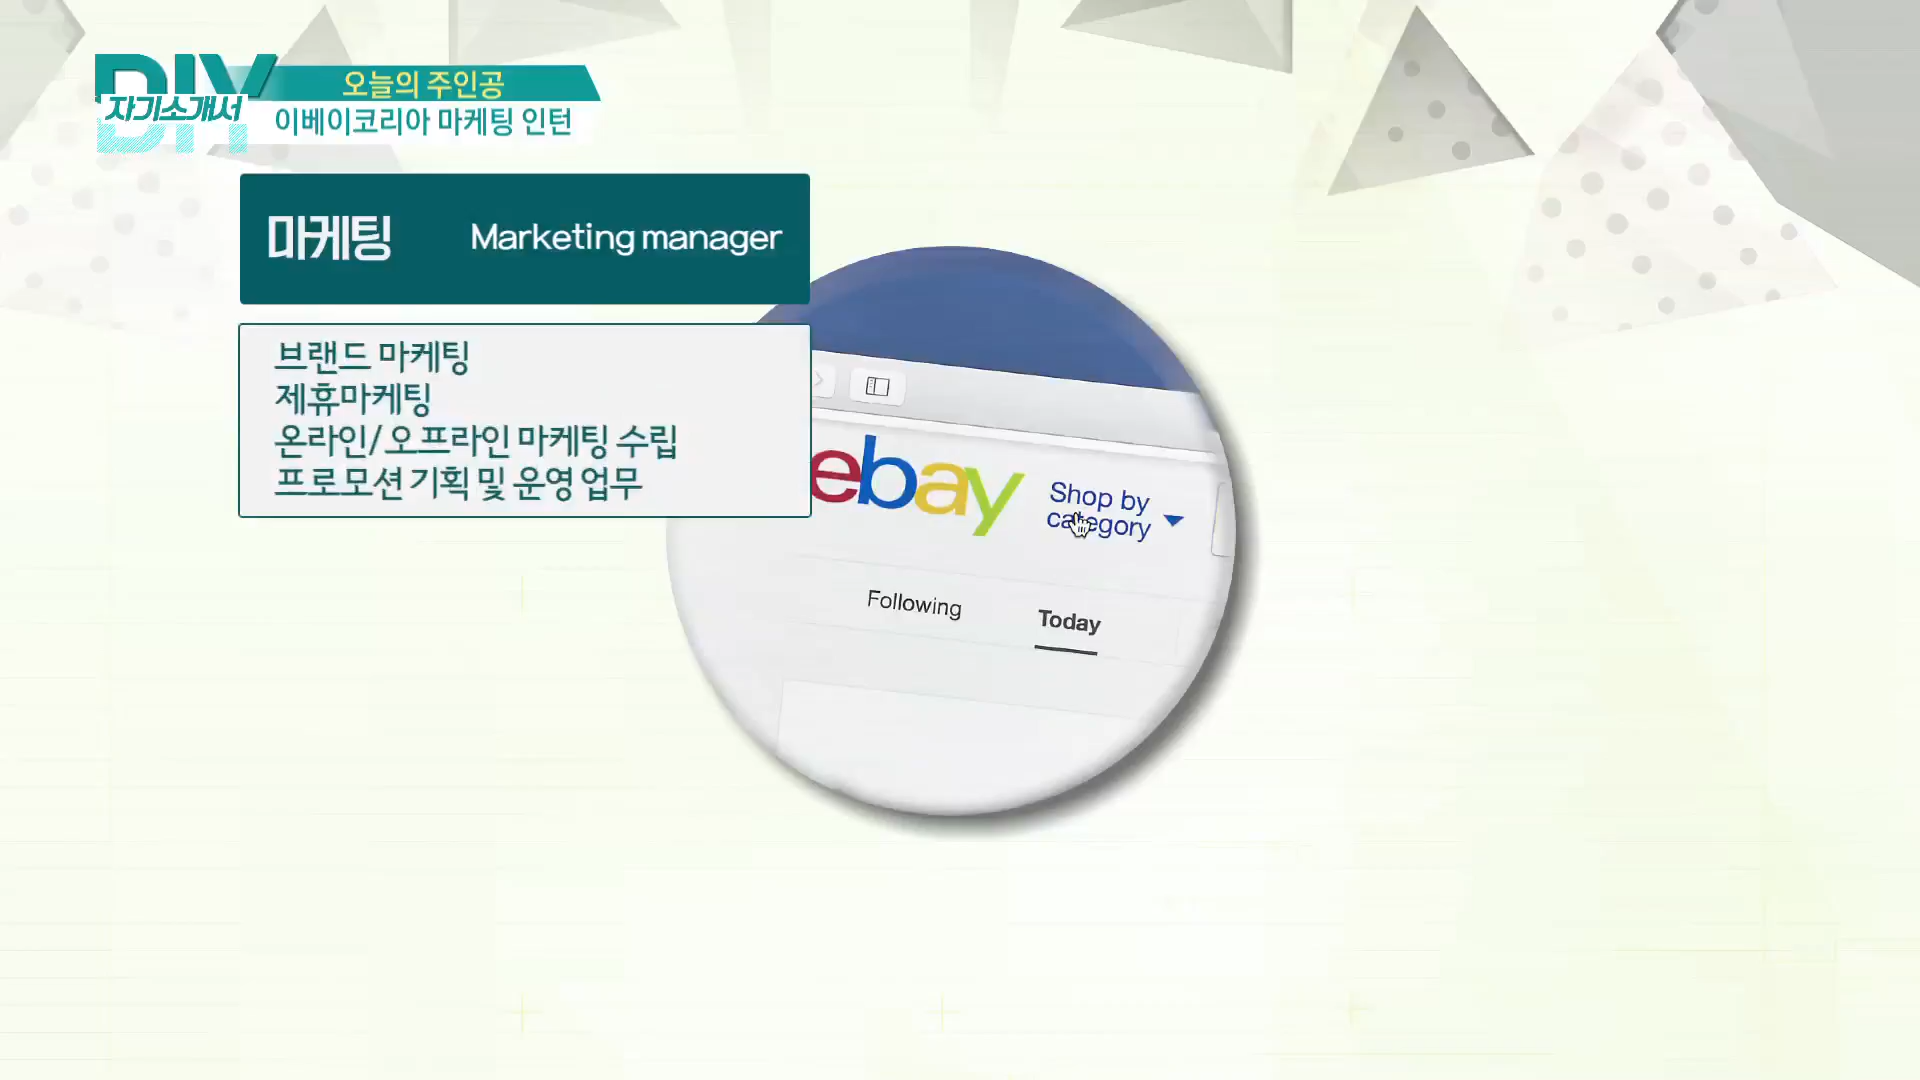 DIY
자기소개서
오늘의 주인공
이베이코리아 마케팅 인턴
마케팅 Marketing manager
브랜드 마케팅
제휴마케팅
온라인/오프라인 마케팅 수립
프로모션 기획 및 운영 업무
ebay
Shop by
category
Following Today